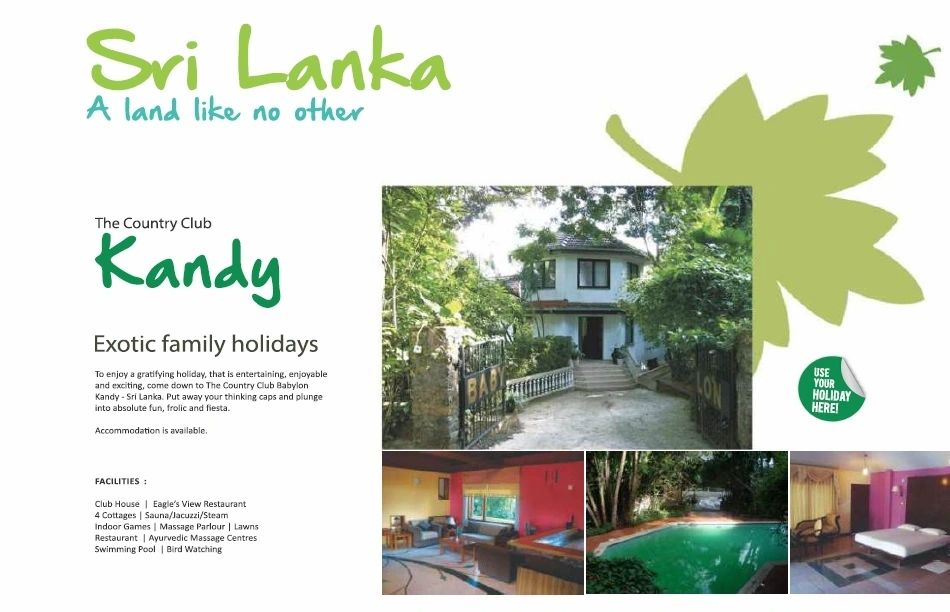 Sri Lanka
A land like no other
The Country Club
Kandy
Exotic family holidays
To enjoy a gratifying holiday, that is entertaining, enjoyable
and exciting, come down to The Country Club Babylon
Kandy - Sri Lanka. Put away your thinking caps and plunge
into absolute fun, frolic and fiesta.
Accommodation is available.
FACILITIES :
Club House | Eagle's View Restaurant
4 Cottages | Sauna/Jacuzzi/Steam
Indoor Games | Massage Parlour | Lawns
Restaurant | Ayurvedic Massage Centres
Swimming Pool | Bird Watching
BABY LON
USE
YOUR
HOLIDAY
HERE!